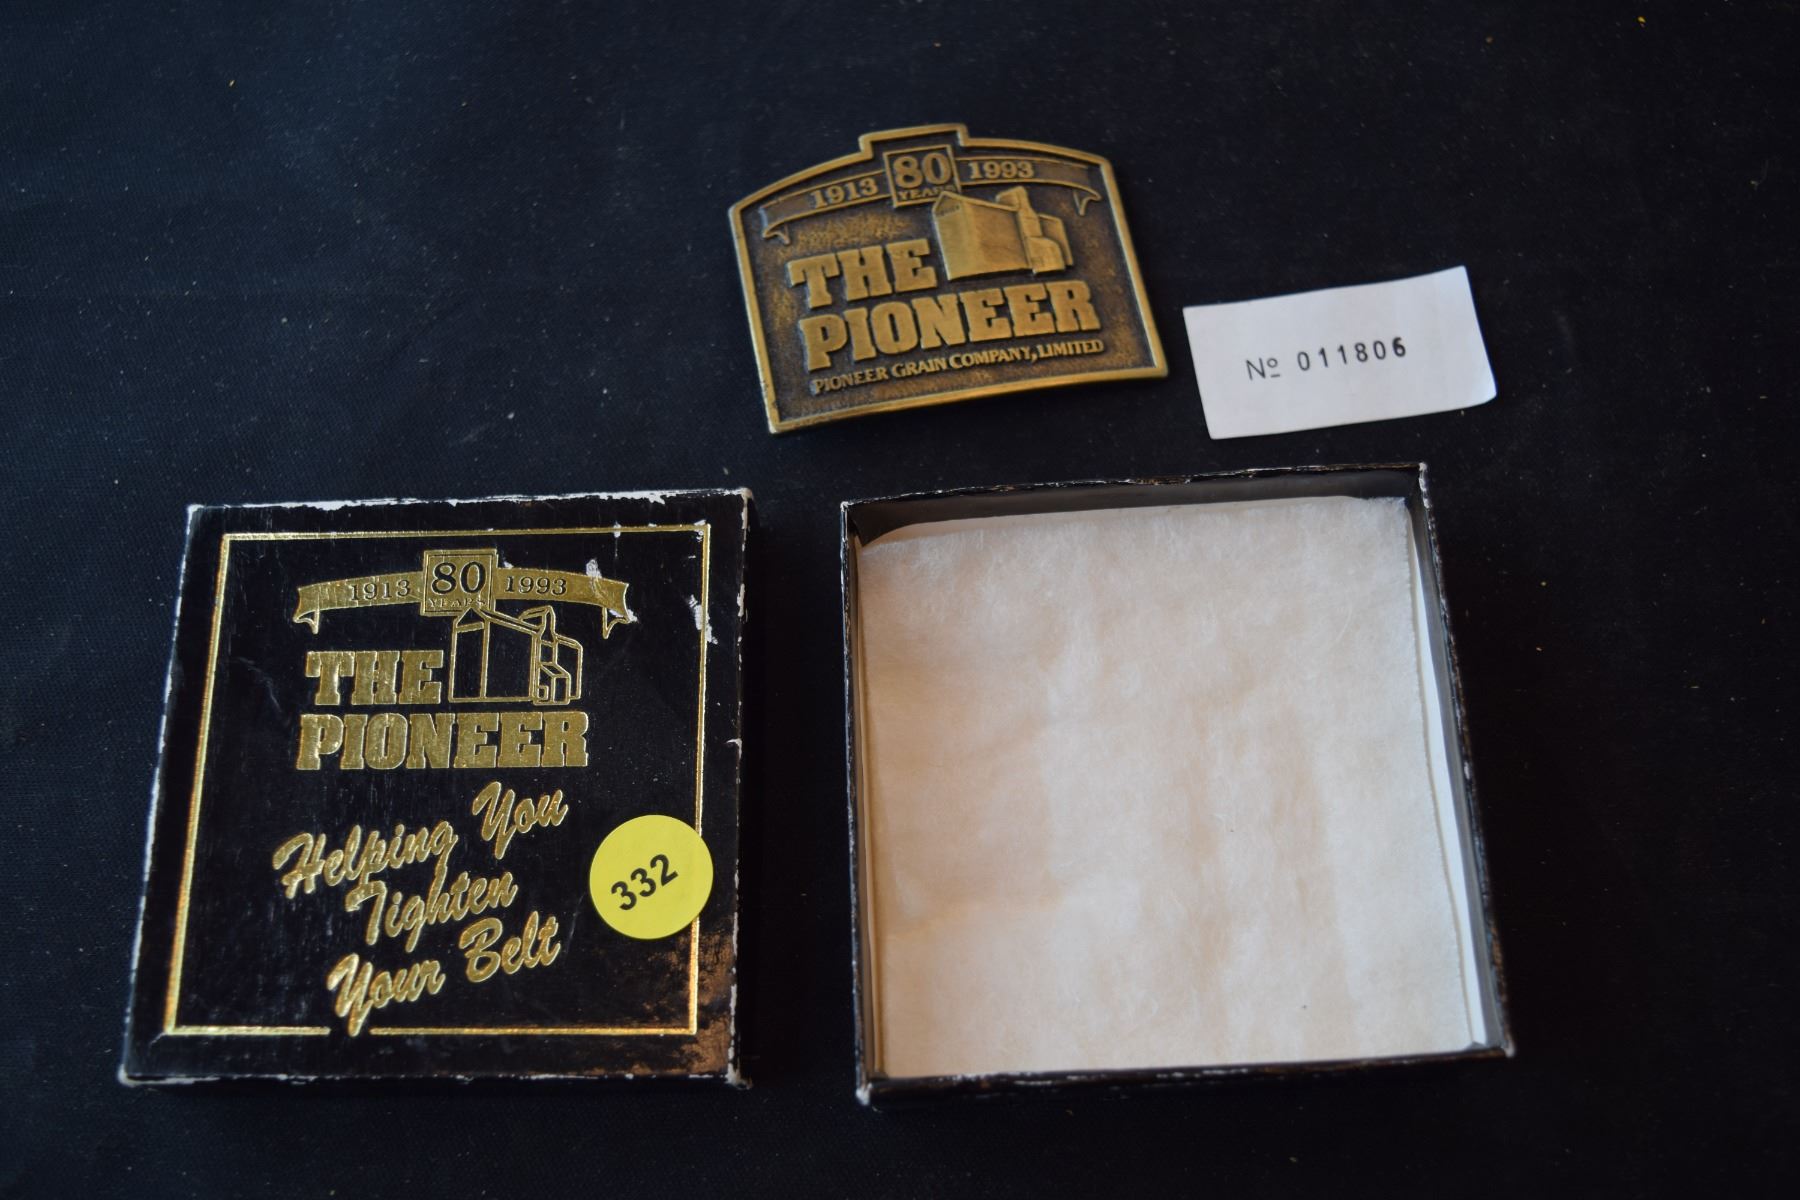 1913 80 1993
YEARS
THE
PIONEER
PIONEER GRAIN COMPANY, LIMITED
Nº 011806
1913 80 1993
YEARS
THE
PIONEER
Helping You
Tighten
Your Belt
332